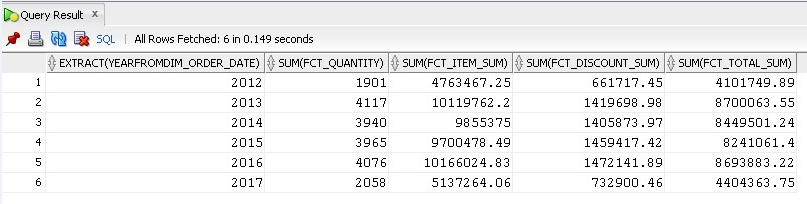 Query Result x
SQL | All Rows Fetched: 6 in 0.149 seconds
EXTRACT(YEARFROMDIM_ORDER_DATE) SUM(FCT_QUANTITY) SUM(FCT_ITEM_SUM) SUM(FCT_DISCOUNT_SUM) SUM(FCT_TOTAL_SUM)
1 2012 1901 4763467.25 661717.45 4101749.89
2 2013 4117 10119762.2 1419698.98 8700063.55
3 2014 3940 9855375 1405873.97 8449501.24
4 2015 3965 9700478.49 1459417.42 8241061.4
5 2016 4076 10166024.83 1472141.89 8693883.22
6 2017 2058 5137264.06 732900.46 4404363.75